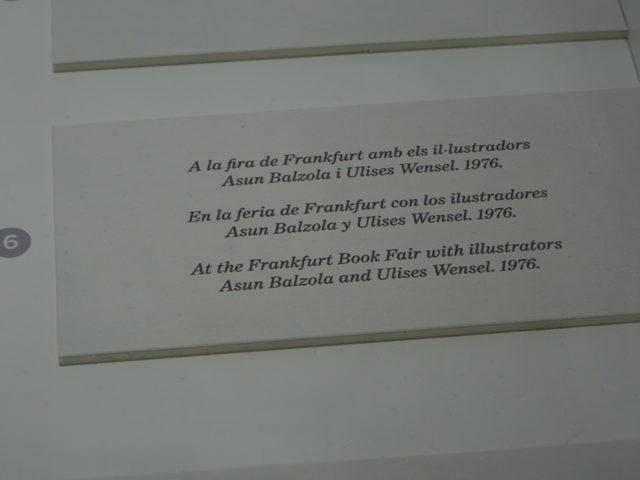 6
A la fira de Frankfurt amb els il·lustradors
Asun Balzola i Ulises Wensel. 1976.
En la feria de Frankfurt con los ilustradores
Asun Balzola y Ulises Wensel. 1976.
At the Frankfurt Book Fair with illustrators
Asun Balzola and Ulises Wensel. 1976.